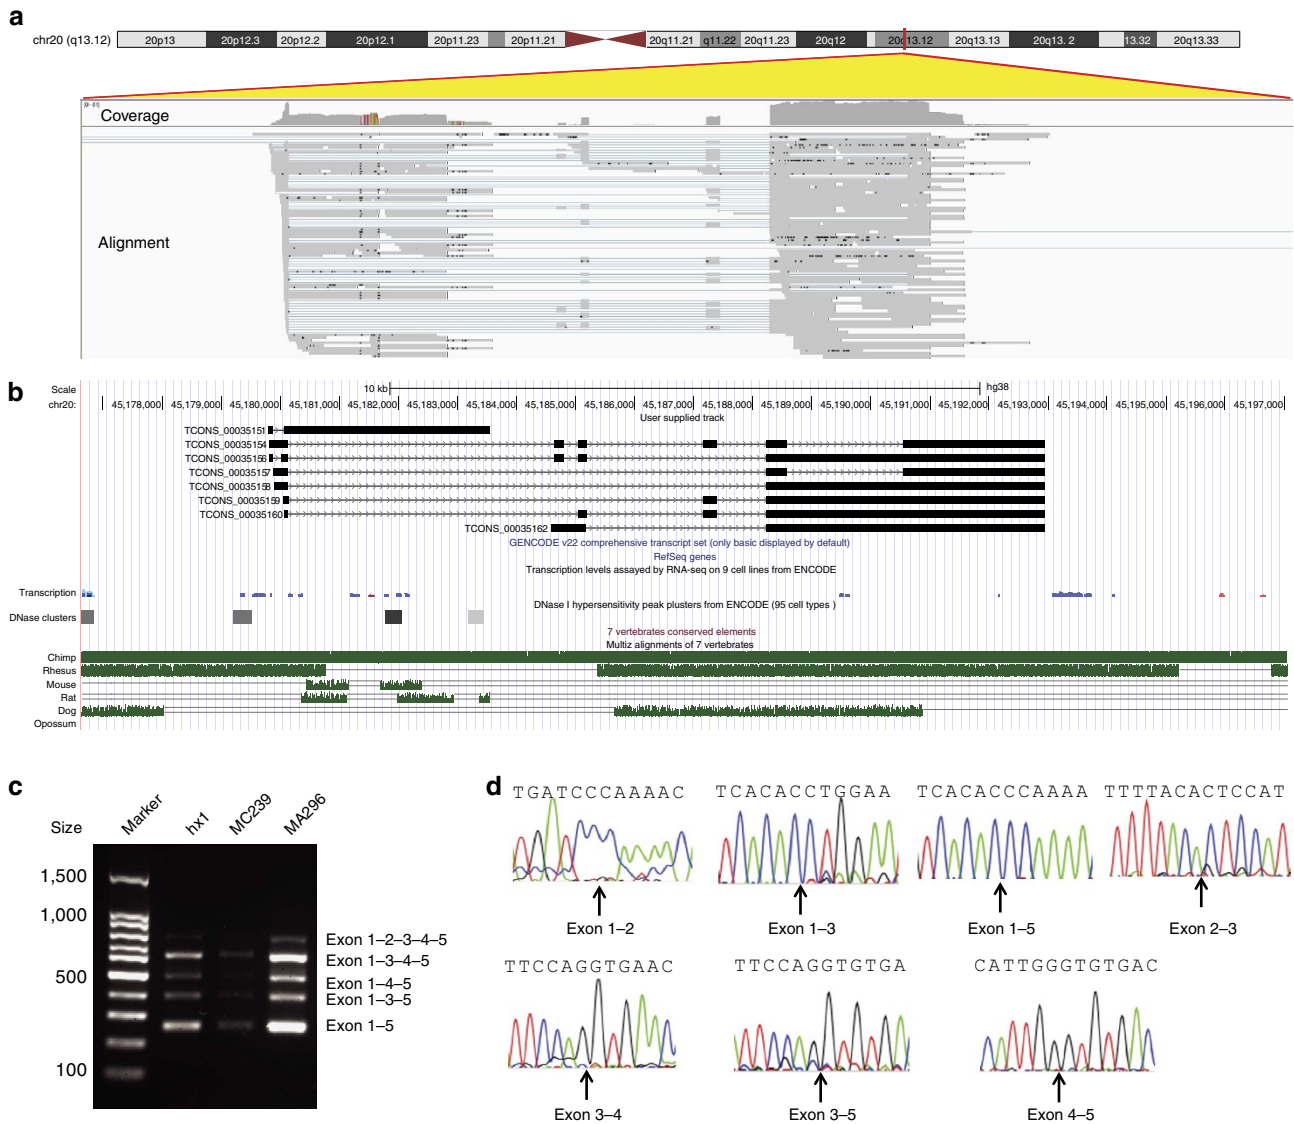 a
chr20 (q13.12)
20p13 20p12.3 20p12.2 20p12.1 20p11.23 20p11.21 20q11.21 q11.22 20q11.23 20q12 20q13.12 20q13.13 20q13. 2 13.32 20q13.33
Coverage
Alignment
b
Scale 10 kb hg38
chr20: 45,178,000 45,179,000 45,180,000 45,181,000 45,182,000 45,183,000 45,184,000 45,185,000 45,186,000 45,187,000 45,188,000 45,189,000 45,190,000 45,191,000 45,192,000 45,193,000 45,194,000 45,195,000 45,196,000 45,197,000
User supplied track
TCONS_00035151
TCONS_00035154
TCONS_00035156
TCONS_00035157
TCONS_00035158
TCONS_00035159
TCONS_00035160
TCONS_00035162
GENCODE v22 comprehensive transcript set (only basic displayed by default)
RefSeq genes
Transcription levels assayed by RNA-seq on 9 cell lines from ENCODE
Transcription
DNase I hypersensitivity peak plusters from ENCODE (95 cell types )
DNase clusters
7 vertebrates conserved elements
Multiz alignments of 7 vertebrates
Chimp
Rhesus
Mouse
Rat
Dog
Opossum
c
Size Marker hx1 MC239 MA296
1,500
1,000
500
100
Exon 1–2–3–4–5
Exon 1–3–4–5
Exon 1–4–5
Exon 1–3–5
Exon 1–5
d
TGATCCCAAAAC TCACACCTGGAA TCACACCCAAAA TTTTACACTCCAT
Exon 1–2 Exon 1–3 Exon 1–5 Exon 2–3
TTCCAGGTGAAC TTCCAGGTGTGA CATTGGGTGTGAC
Exon 3–4 Exon 3–5 Exon 4–5